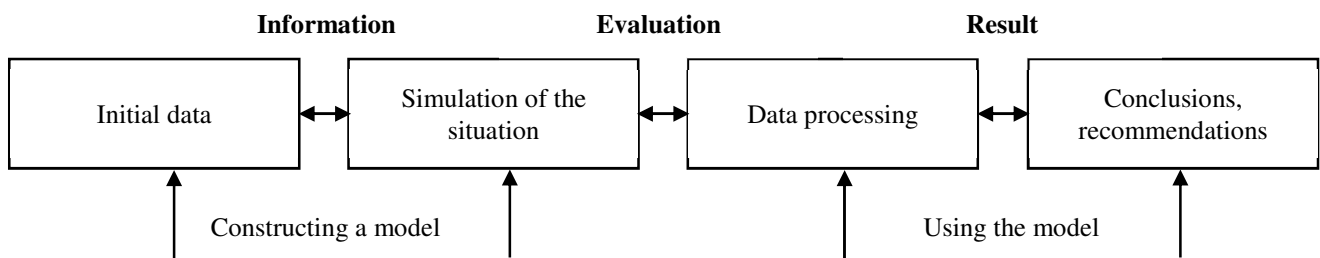 Information Evaluation Result
Initial data
Simulation of the
situation
Data processing
Conclusions,
recommendations
Constructing a model
Using the model